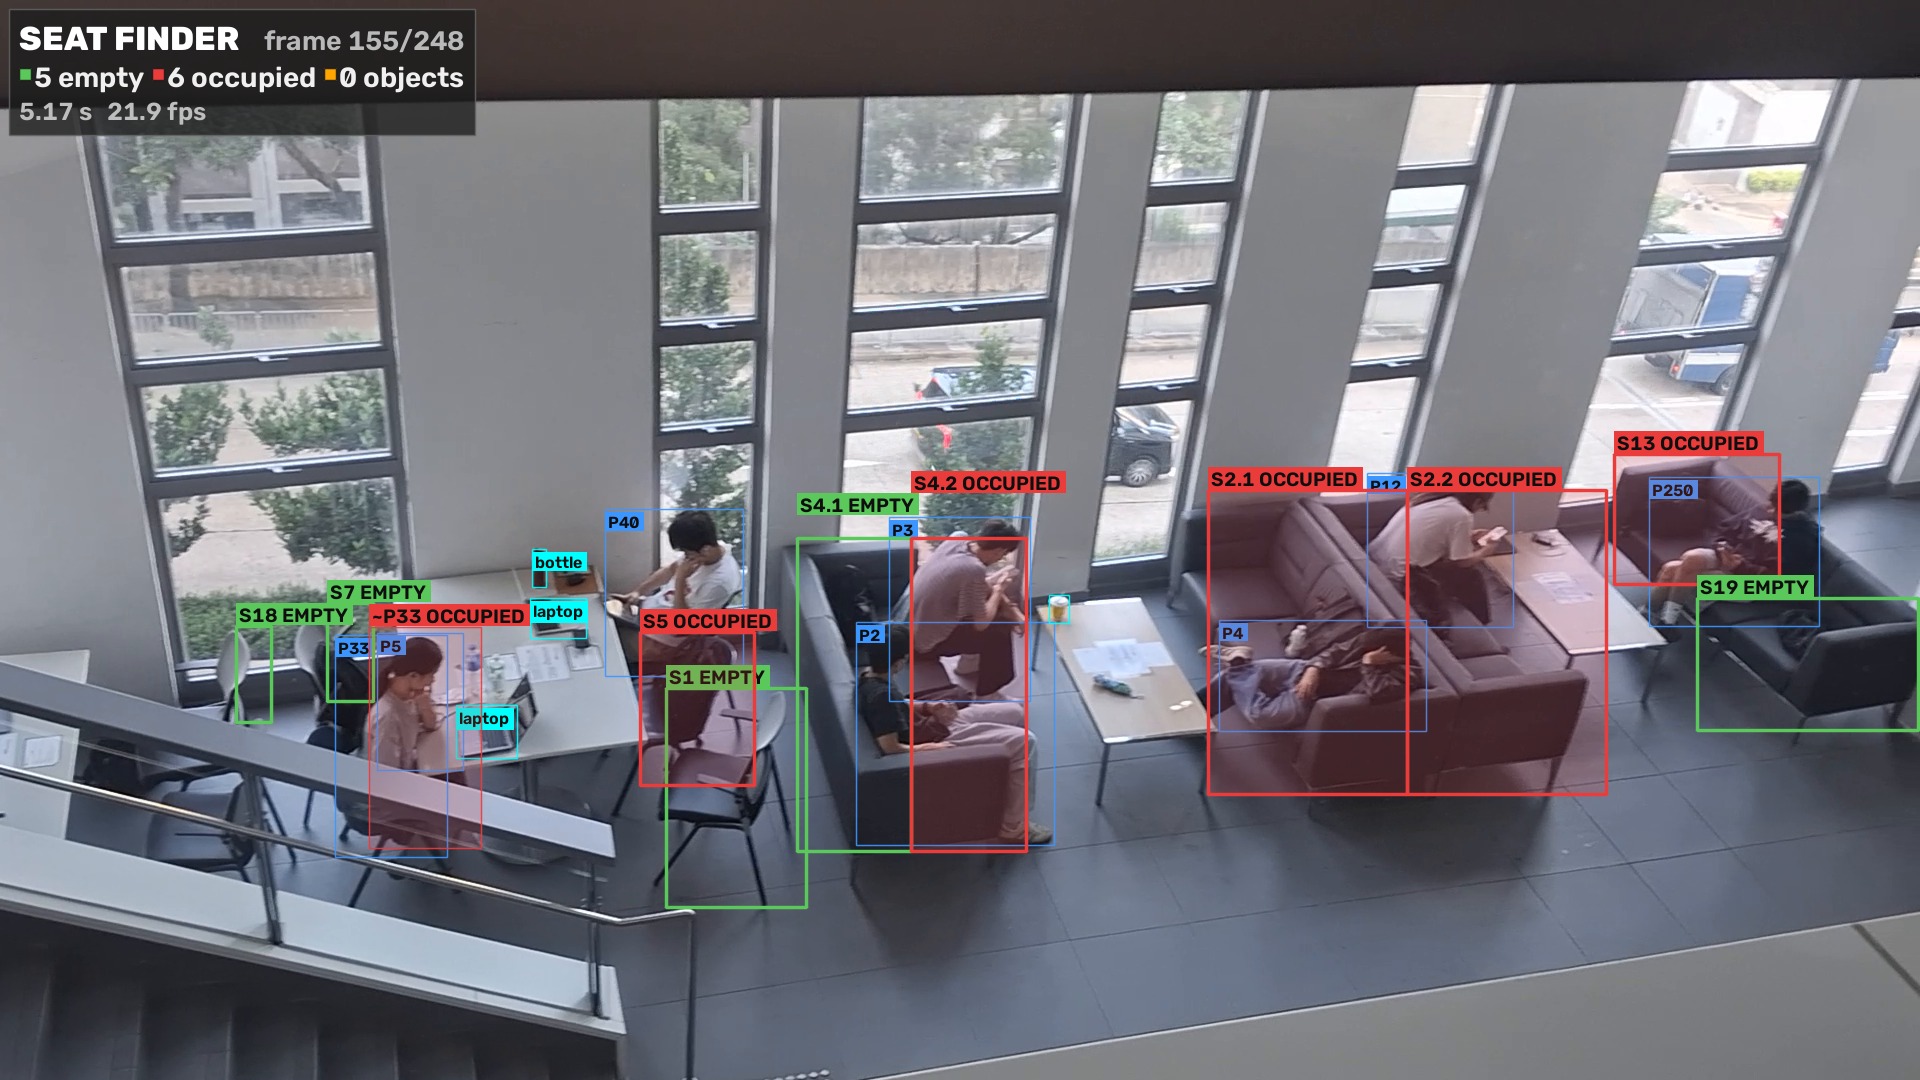 SEAT FINDER frame 155/248
5 empty 6 occupied 0 objects
5.17 s 21.9 fps
S13 OCCUPIED
S4.2 OCCUPIED
S2.1 OCCUPIED
P12
S2.2 OCCUPIED
P250
S4.1 EMPTY
P40
P3
bottle
S7 EMPTY
S18 EMPTY
~P33 OCCUPIED
laptop
S5 OCCUPIED
S19 EMPTY
P33
P5
P2
P4
S1 EMPTY
laptop